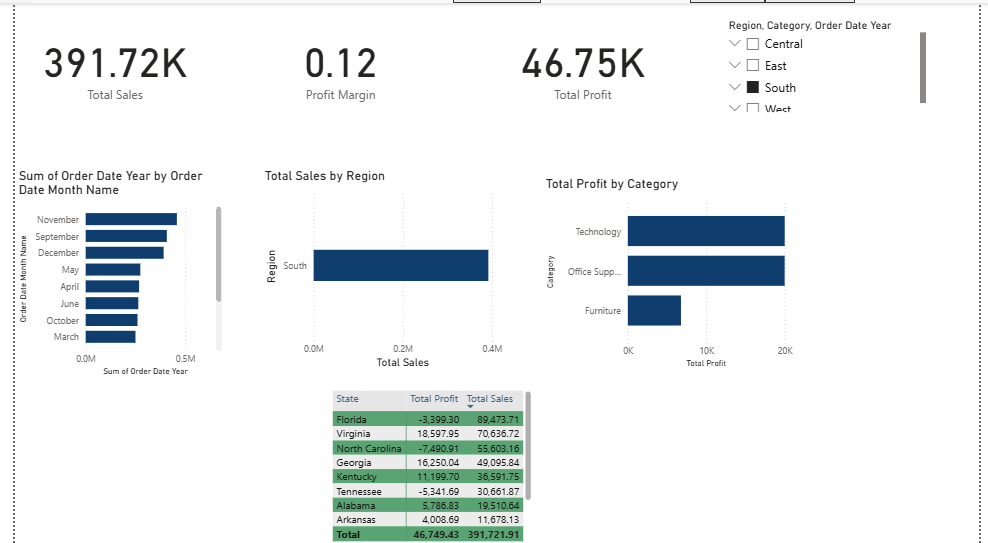 391.72K
Total Sales
0.12
Profit Margin
46.75K
Total Profit
Region, Category, Order Date Year
Central
East
South
West
Sum of Order Date Year by Order
Date Month Name
Order Date Month Name
November
September
December
May
April
June
October
March
0.0M 0.5M
Sum of Order Date Year
Total Sales by Region
Region
South
0.0M 0.2M 0.4M
Total Sales
Total Profit by Category
Category
Technology
Office Supp...
Furniture
0K 10K 20K
Total Profit
State Total Profit Total Sales
Florida -3,399.30 89,473.71
Virginia 18,597.95 70,636.72
North Carolina -7,490.91 55,603.16
Georgia 16,250.04 49,095.84
Kentucky 11,199.70 36,591.75
Tennessee -5,341.69 30,661.87
Alabama 5,786.83 19,510.64
Arkansas 4,008.69 11,678.13
Total 46,749.43 391,721.91